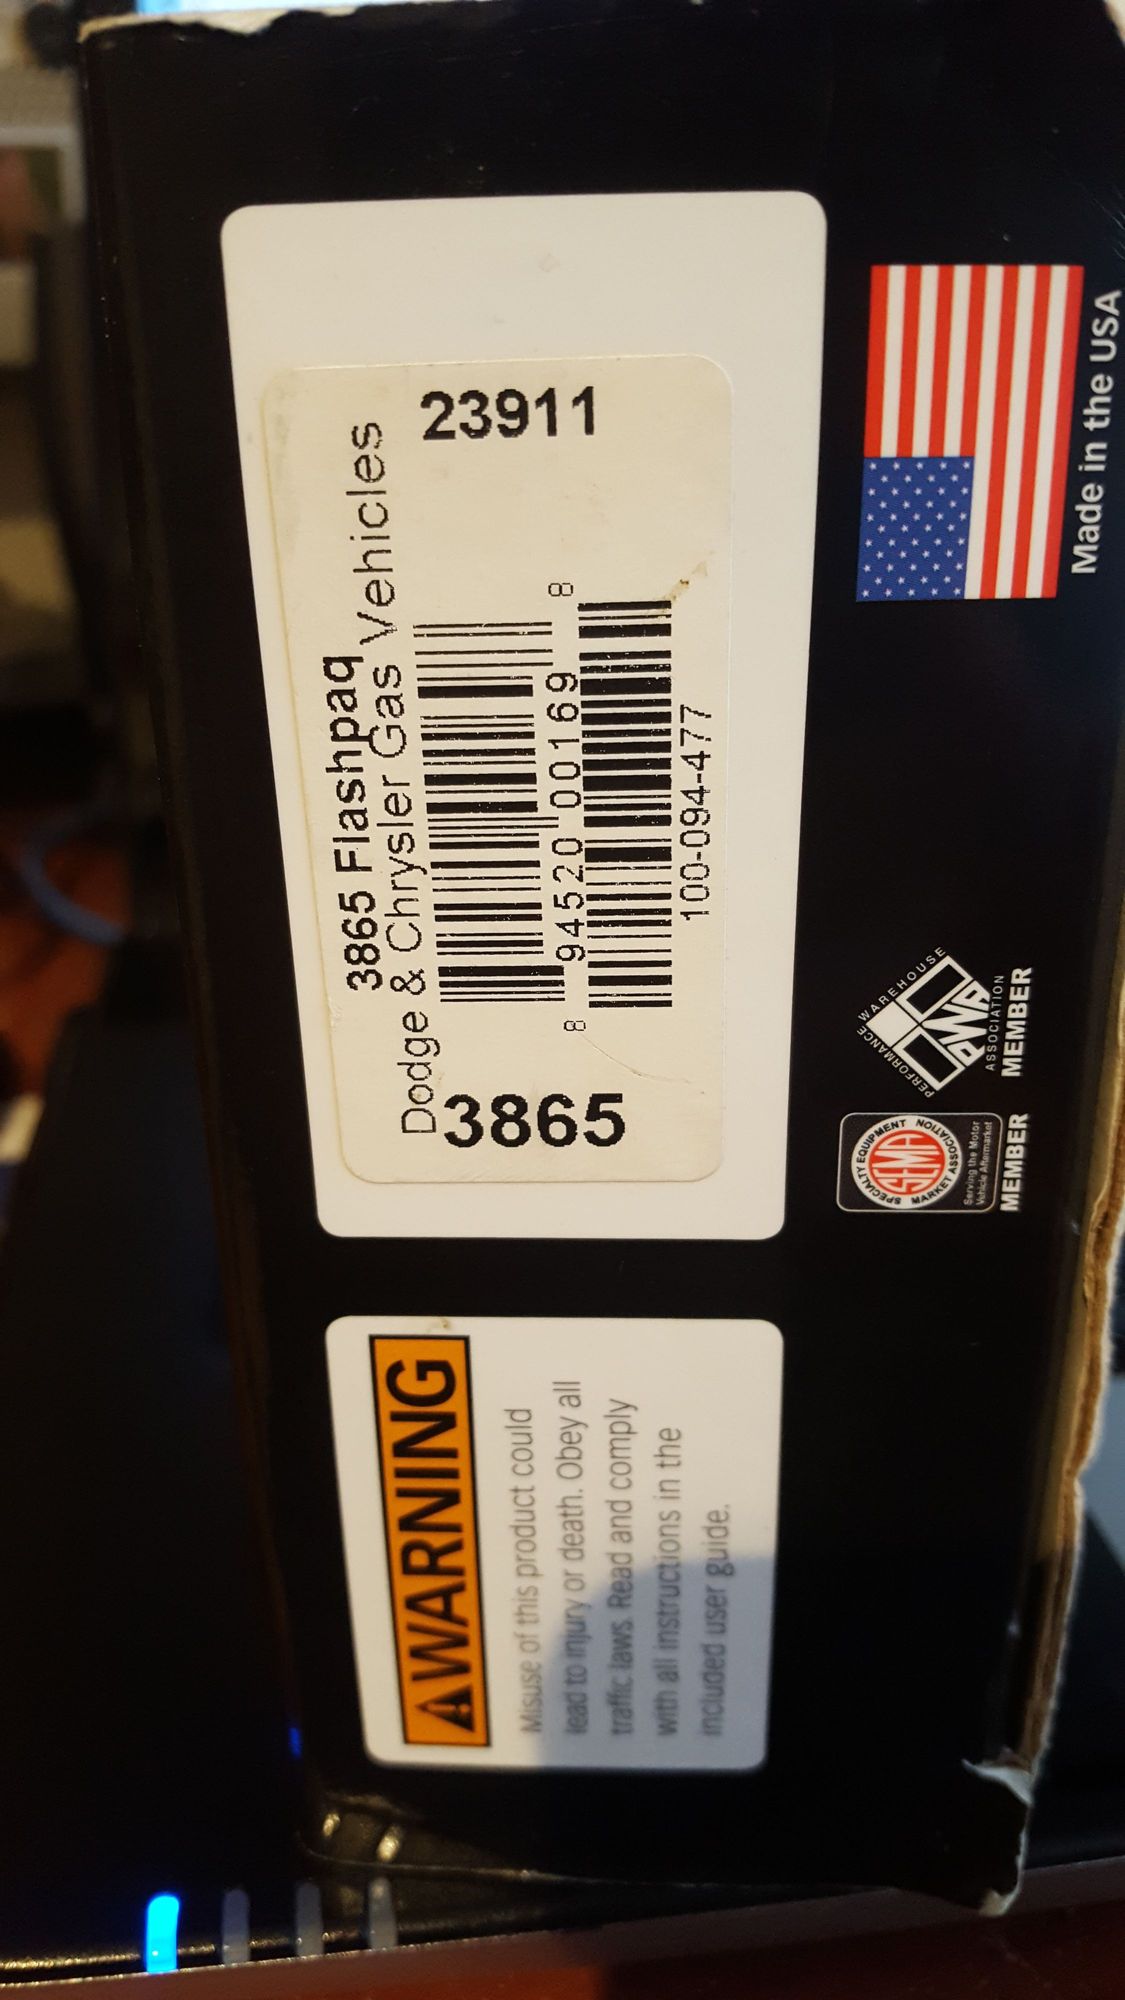 3865 Flashpaq
Dodge & Chrysler Gas Vehicles
3865
23911
8 94520 00169 8
100-094-477
WARNING
Misuse of this product could
lead to injury or death. Obey all
traffic laws. Read and comply
with all instructions in the
included user guide.
SPECIALTY EQUIPMENT
SEMA
MARKET ASSOCIATION
Serving the Motor
Vehicle Aftermarket
MEMBER
PERFORMANCE WAREHOUSE
PWA
ASSOCIATION
MEMBER
Made in the USA